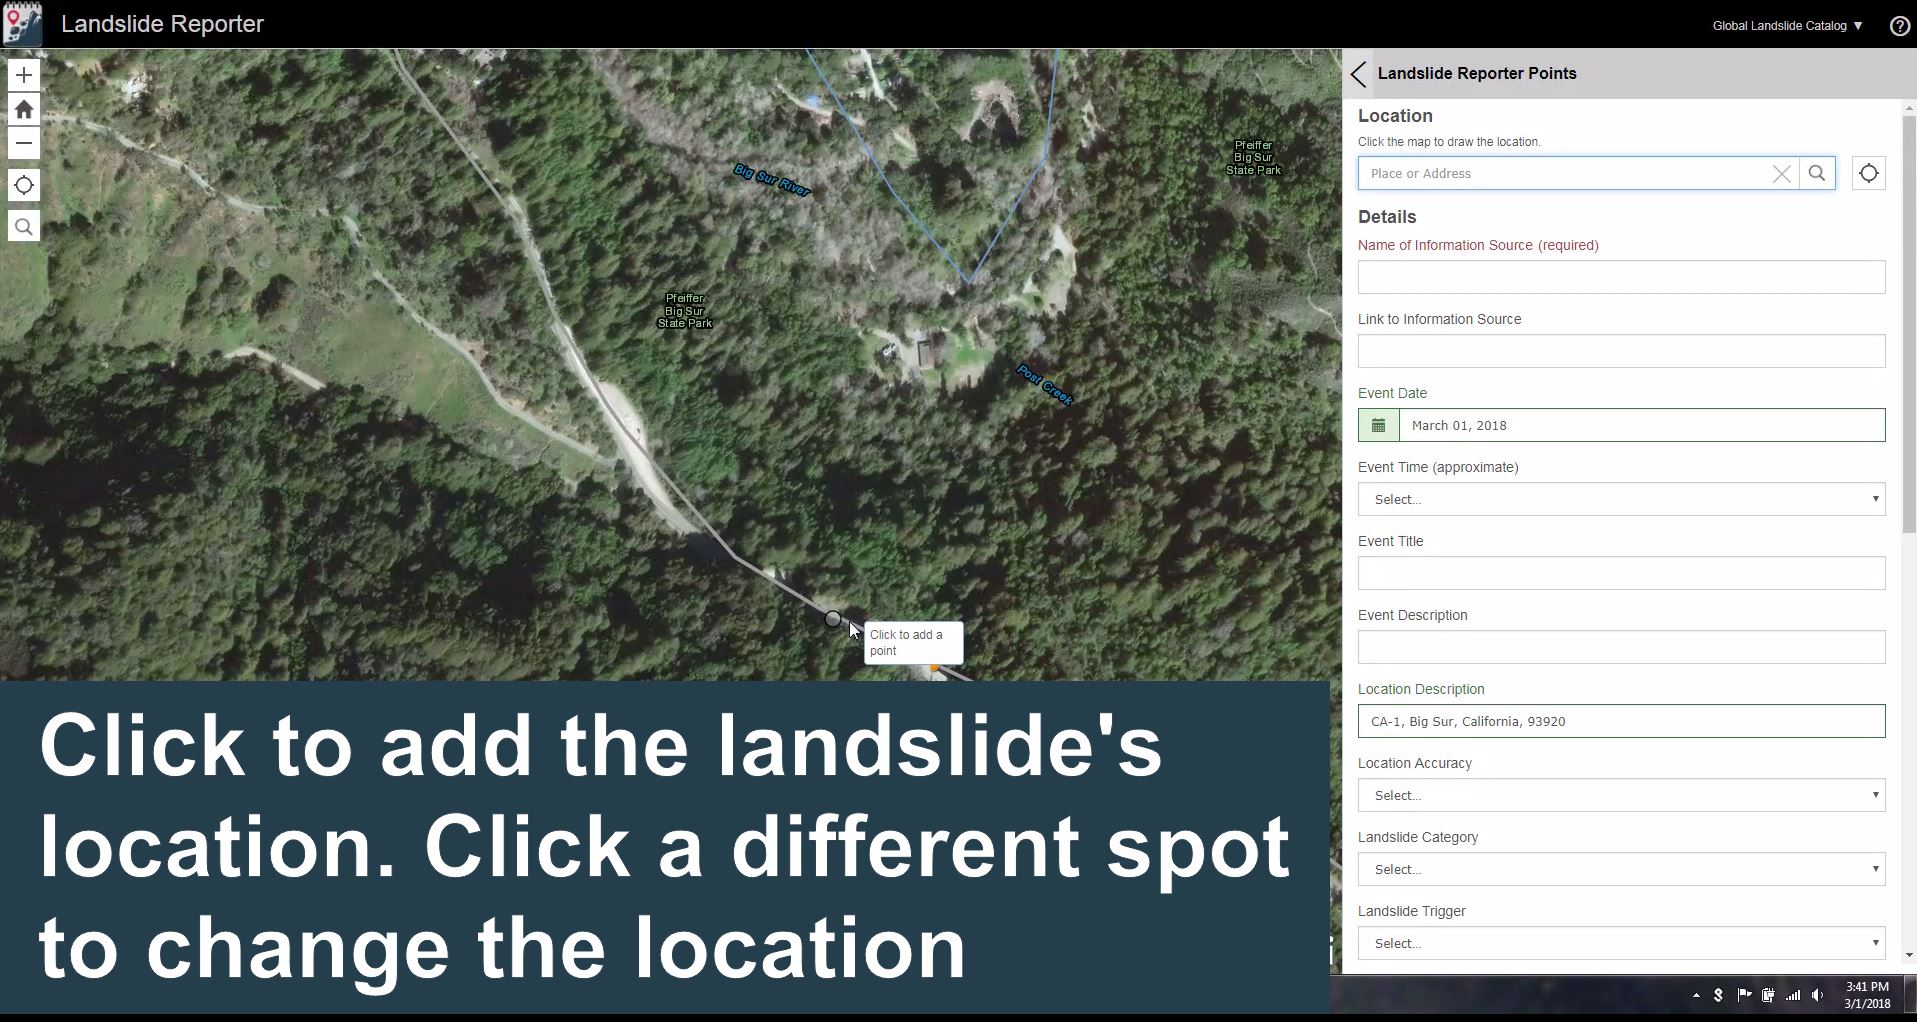 Landslide Reporter
Global Landslide Catalog ▼
Big Sur River
Pfeiffer
Big Sur
State Park
Pfeiffer
Big Sur
State Park
Post Creek
Click to add a
point
Landslide Reporter Points
Location
Click the map to draw the location.
Place or Address
Details
Name of Information Source (required)
Link to Information Source
Event Date
March 01, 2018
Event Time (approximate)
Select...
Event Title
Event Description
Location Description
CA-1, Big Sur, California, 93920
Location Accuracy
Select...
Landslide Category
Select...
Landslide Trigger
Select...
Click to add the landslide's
location. Click a different spot
to change the location
3:41 PM
3/1/2018